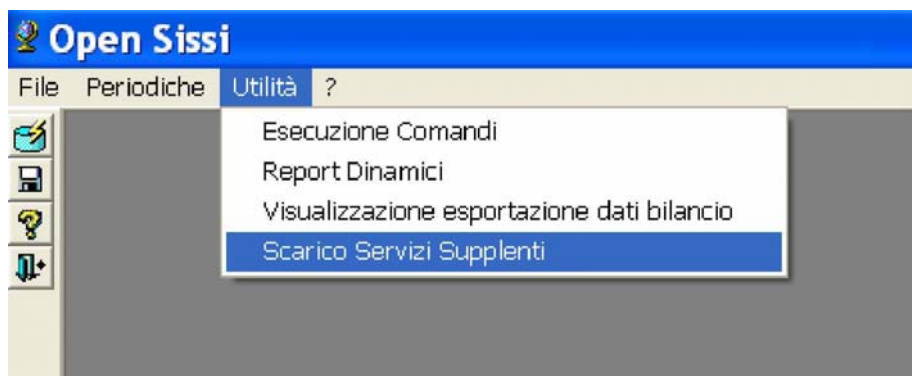 Open Sissi
File Periodiche Utilità ?
Esecuzione Comandi
Report Dinamici
Visualizzazione esportazione dati bilancio
Scarico Servizi Supplenti